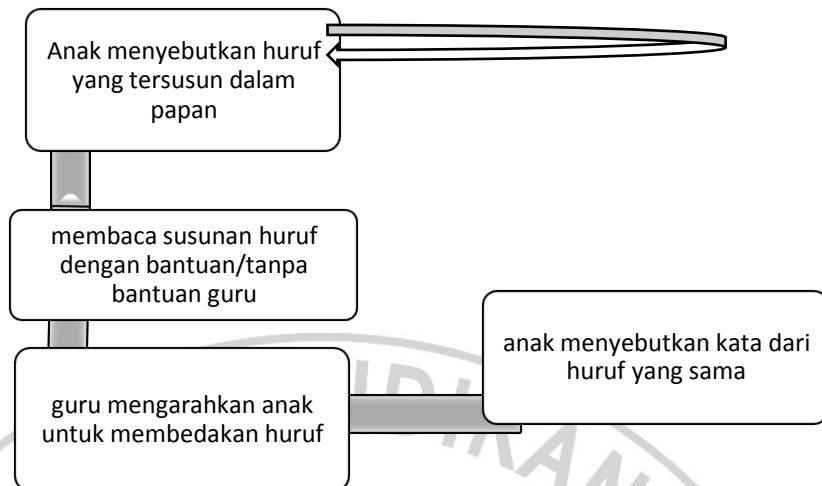 Anak menyebutkan huruf
yang tersusun dalam
papan
membaca susunan huruf
dengan bantuan/tanpa
bantuan guru
guru mengarahkan anak
untuk membedakan huruf
anak menyebutkan kata dari
huruf yang sama